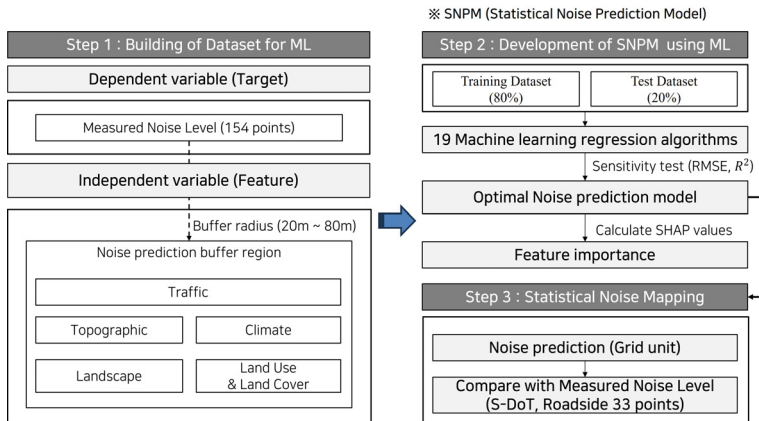 ※ SNPM (Statistical Noise Prediction Model)
Step 1 : Building of Dataset for ML
Dependent variable (Target)
Measured Noise Level (154 points)
Independent variable (Feature)
Buffer radius (20m ~ 80m)
Noise prediction buffer region
Traffic
Topographic
Climate
Landscape
Land Use
& Land Cover
Step 2 : Development of SNPM using ML
Training Dataset
(80%)
Test Dataset
(20%)
19 Machine learning regression algorithms
Sensitivity test (RMSE, R²)
Optimal Noise prediction model
Calculate SHAP values
Feature importance
Step 3 : Statistical Noise Mapping
Noise prediction (Grid unit)
Compare with Measured Noise Level
(S-DoT, Roadside 33 points)